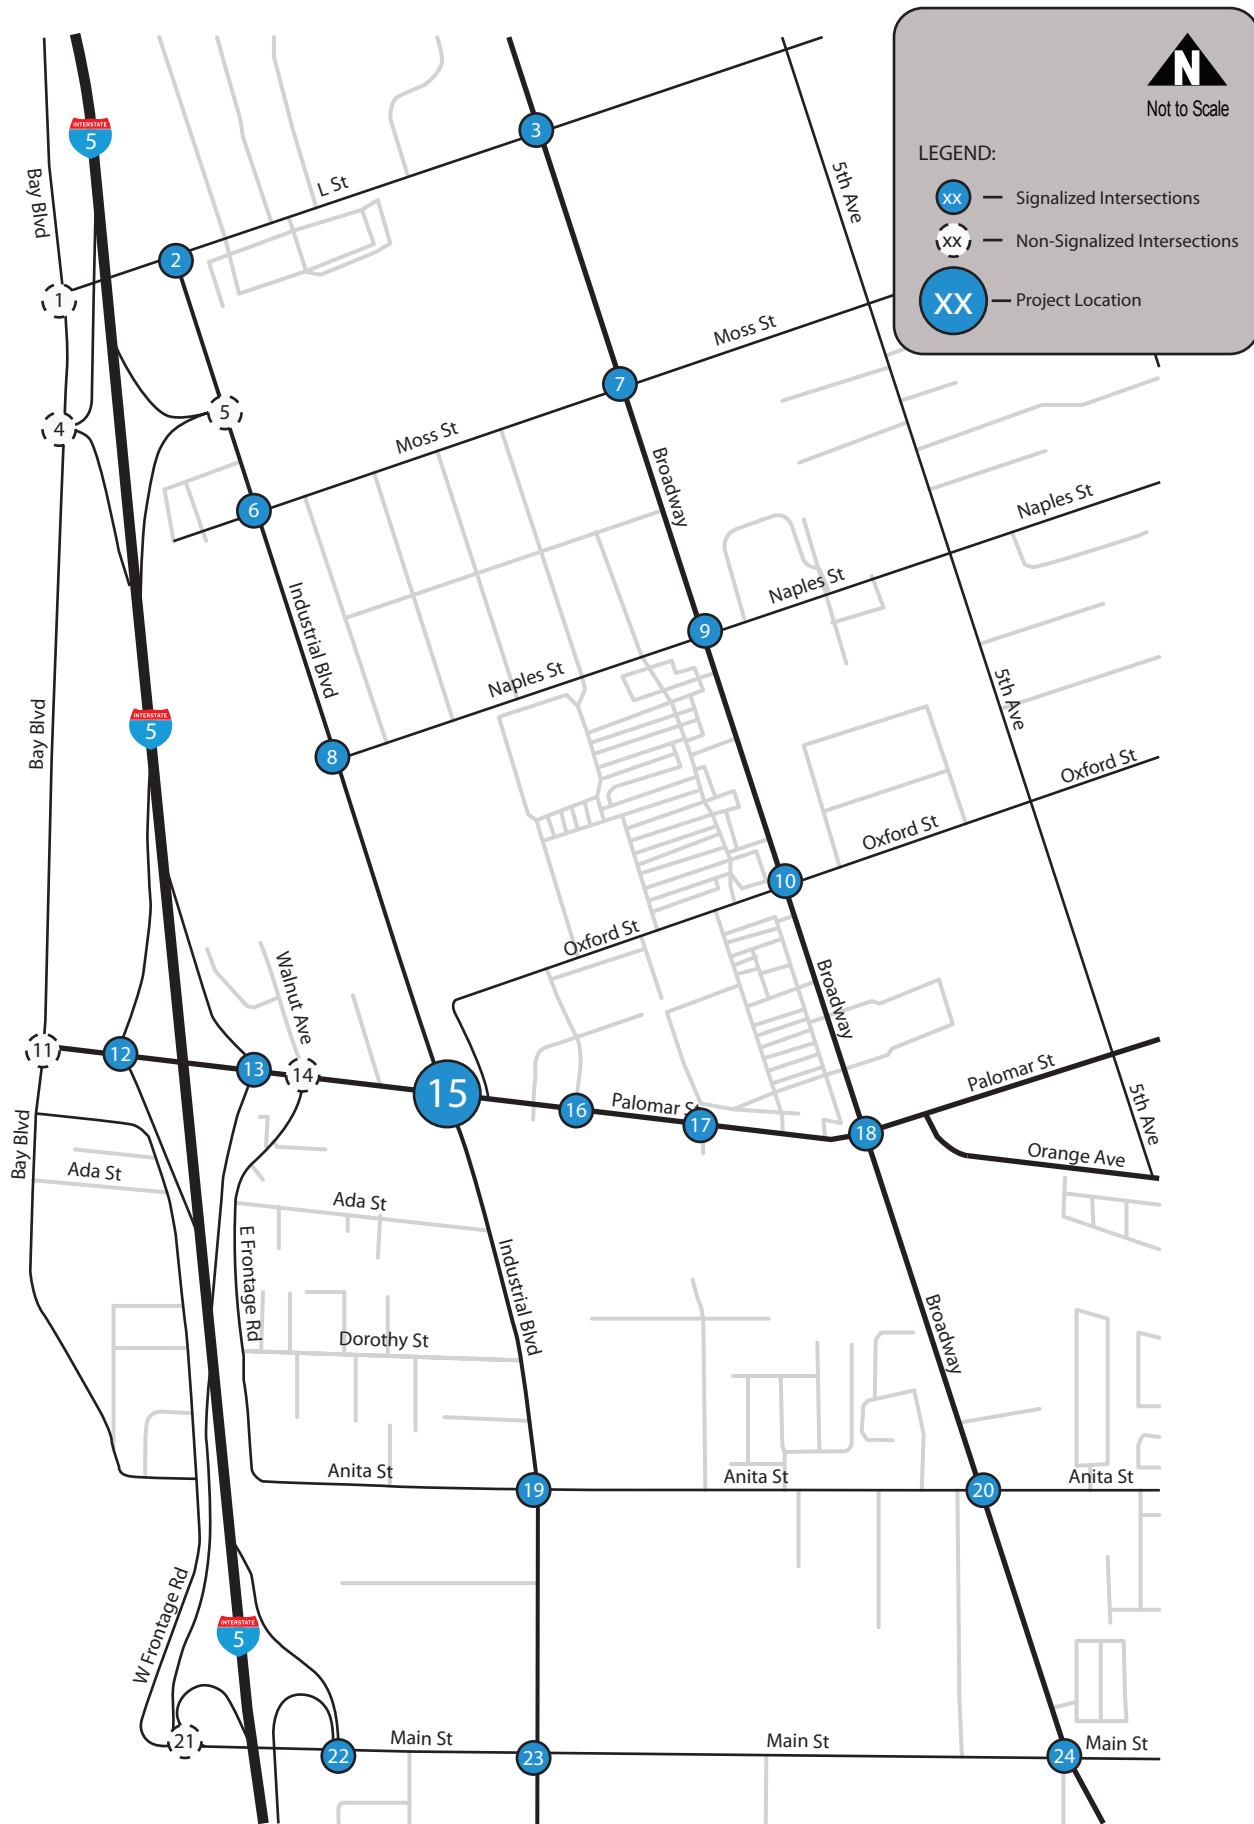 N
Not to Scale
LEGEND:
xx
Signalized Intersections
xx
Non-Signalized Intersections
XX
Project Location
INTERSTATE
5
3
L St
Bay Blvd
5th Ave
2
1
Moss St
7
5
4
Moss St
Broadway
6
Naples St
Industrial Blvd
Naples St
9
Naples St
5th Ave
INTERSTATE
5
Bay Blvd
8
Oxford St
Oxford St
10
Oxford St
Walnut Ave
Broadway
11
12
13
14
15
16
Palomar St
17
18
Palomar St
5th Ave
Orange Ave
Bay Blvd
Ada St
Ada St
E Frontage Rd
Industrial Blvd
Dorothy St
Broadway
Anita St
19
Anita St
20
Anita St
W Frontage Rd
INTERSTATE
5
21
22
Main St
23
Main St
24
Main St